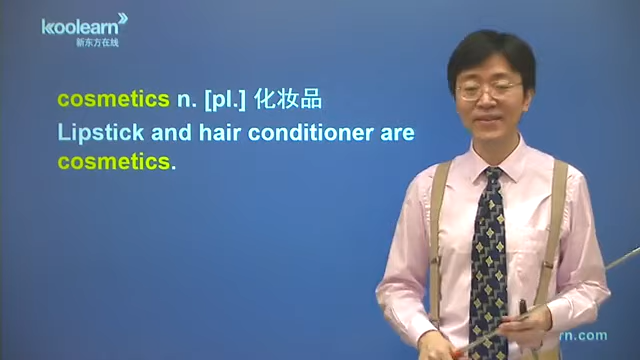 koolearn
新东方在线
cosmetics n. [pl.] 化妆品
Lipstick and hair conditioner are
cosmetics.
rn.com